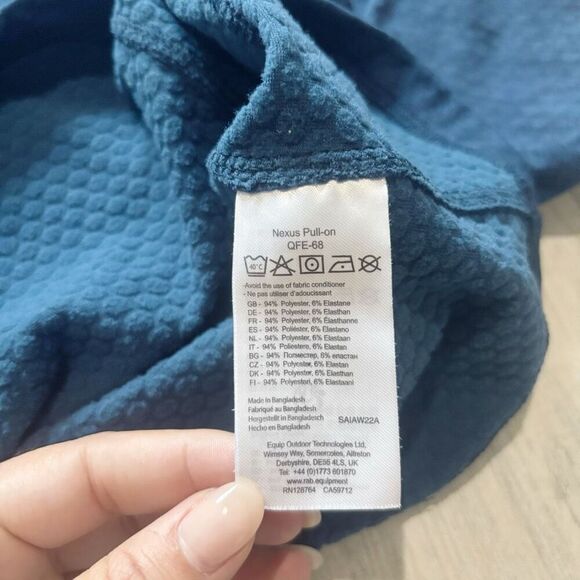 Nexus Pull-on
QFE-68
40°C
-Avoid the use of fabric conditioner
- Ne pas utiliser d'adoucissant
GB - 94% Polyester, 6% Elastane
DE - 94% Polyester, 6% Elasthan
FR - 94% Polyester, 6% Élasthanne
ES - 94% Poliéster, 6% Elastano
NL - 94% Polyester, 6% Elastaan
IT - 94% Poliestere, 6% Elastan
BG - 94% Полиестер, 6% еластан
CZ - 94% Polyester, 6% Elastan
DK - 94% Polyester, 6% Elasthan
FI - 94% Polyesteri, 6% Elastaani
Made in Bangladesh
Fabriqué au Bangladesh
Hergestellt in Bangladesch SAIAW22A
Hecho en Bangladesh
Equip Outdoor Technologies Ltd,
Wimsey Way, Somercotes, Alfreton
Derbyshire, DE55 4LS, UK
Tel: +44 (0)1773 601870
www.rab.equipment
RN126764 CA59712